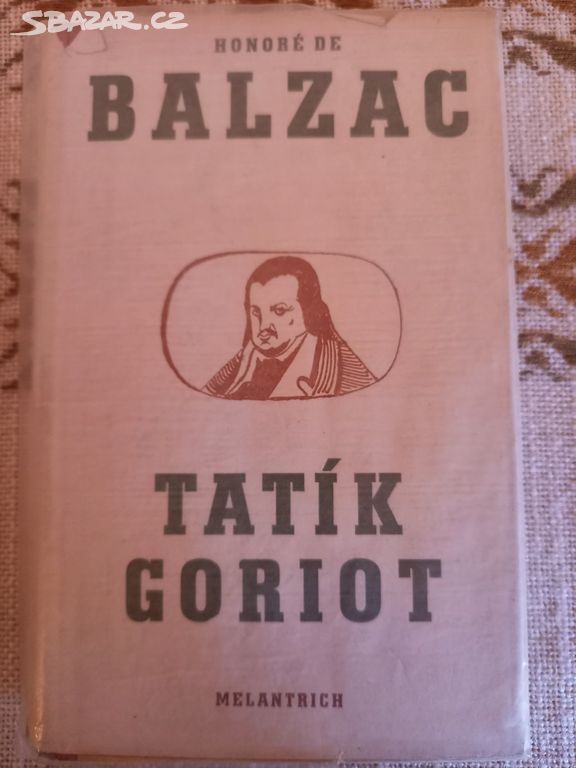 SBAZAR.CZ
HONORÉ DE
BALZAC
TATÍK
GORIOT
MELANTRICH